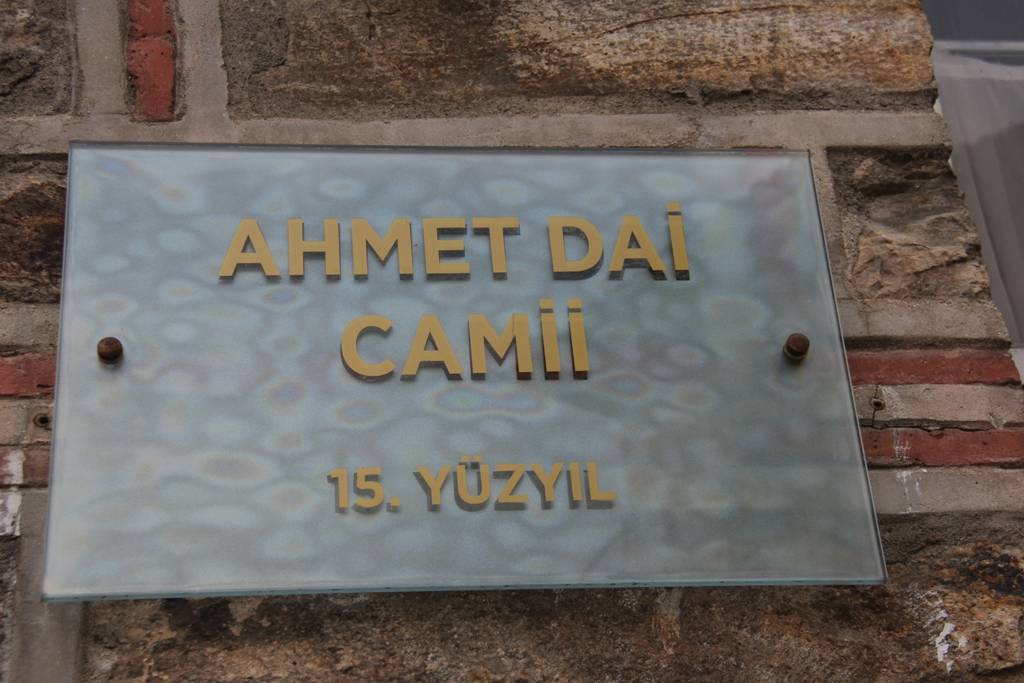 AHMET DAİ
CAMİİ
15. YÜZYIL